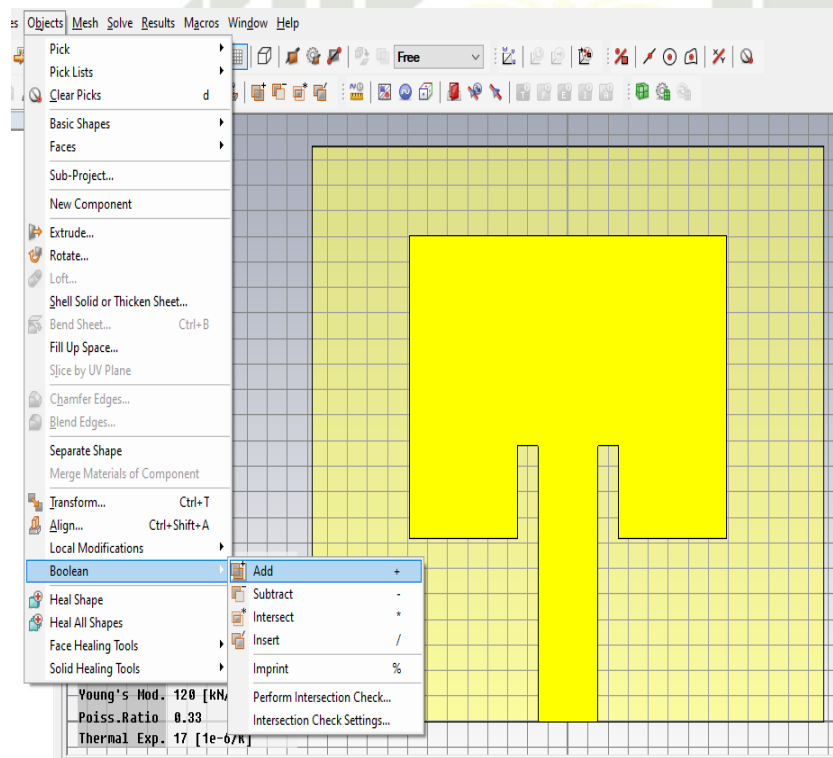 es Objects Mesh Solve Results Macros Window Help
Free
Pick
Pick Lists
Clear Picks d
Basic Shapes
Faces
Sub-Project...
New Component
Extrude...
Rotate...
Loft...
Shell Solid or Thicken Sheet...
Bend Sheet... Ctrl+B
Fill Up Space...
Slice by UV Plane
Chamfer Edges...
Blend Edges...
Separate Shape
Merge Materials of Component
Transform... Ctrl+T
Align... Ctrl+Shift+A
Local Modifications
Boolean
Add +
Subtract -
Intersect *
Insert /
Imprint %
Perform Intersection Check...
Intersection Check Settings...
Heal Shape
Heal All Shapes
Face Healing Tools
Solid Healing Tools
Young's Mod. 120 [kN/
Poiss.Ratio 0.33
Thermal Exp. 17 [1e-6/K]